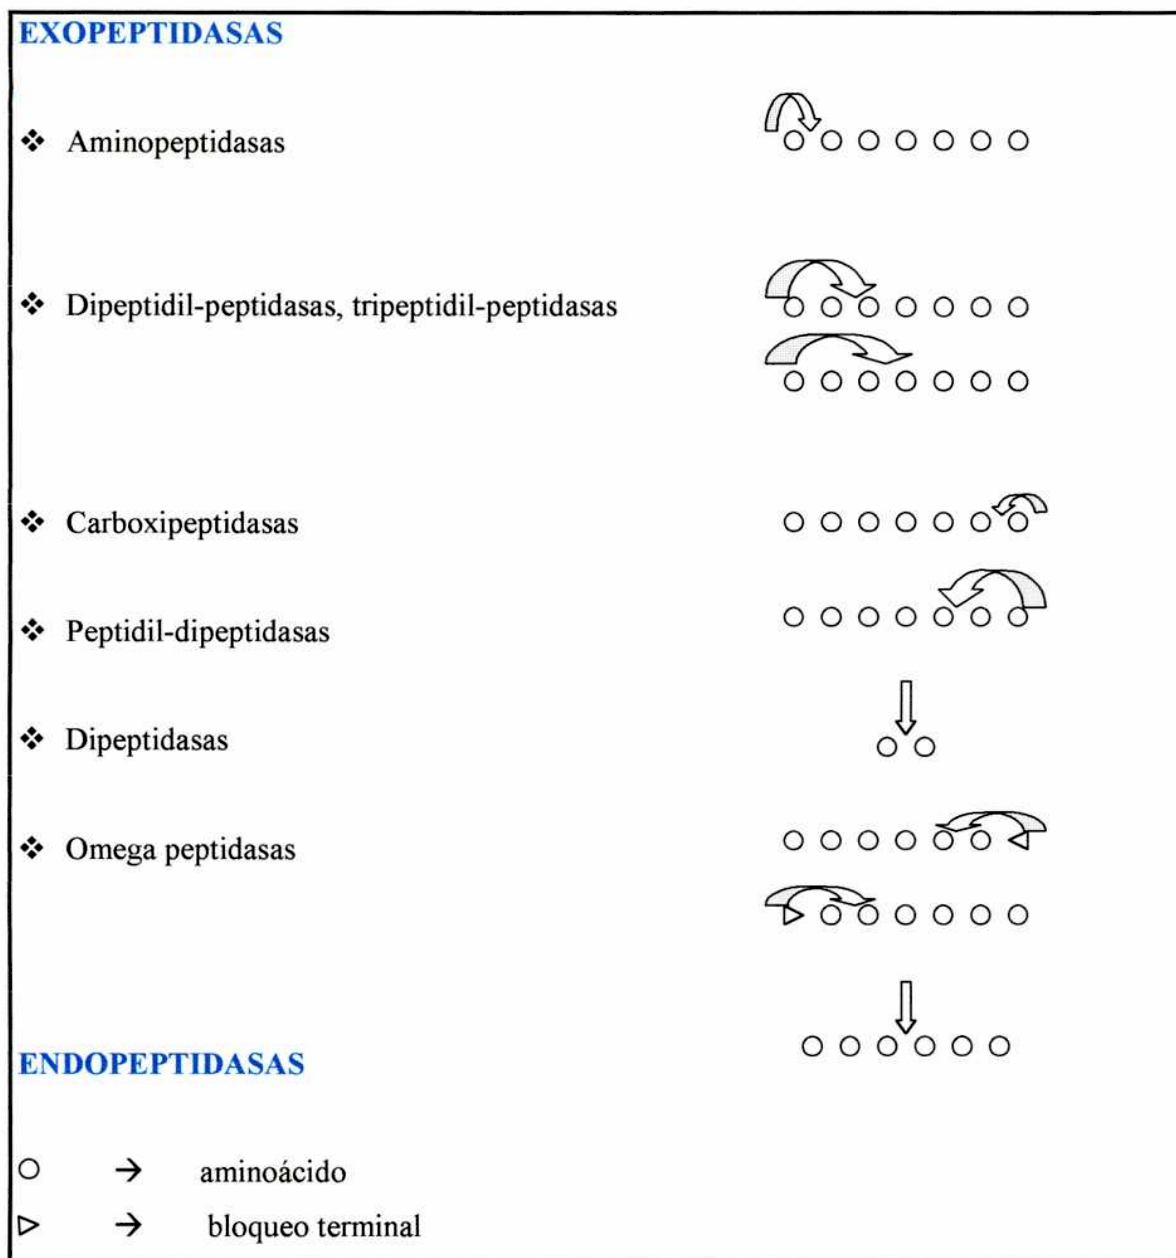 EXOPEPTIDASAS
❖ Aminopeptidasas
❖ Dipeptidil-peptidasas, tripeptidil-peptidasas
❖ Carboxipeptidasas
❖ Peptidil-dipeptidasas
❖ Dipeptidasas
❖ Omega peptidasas
ENDOPEPTIDASAS
○ → aminoácido
▷ → bloqueo terminal